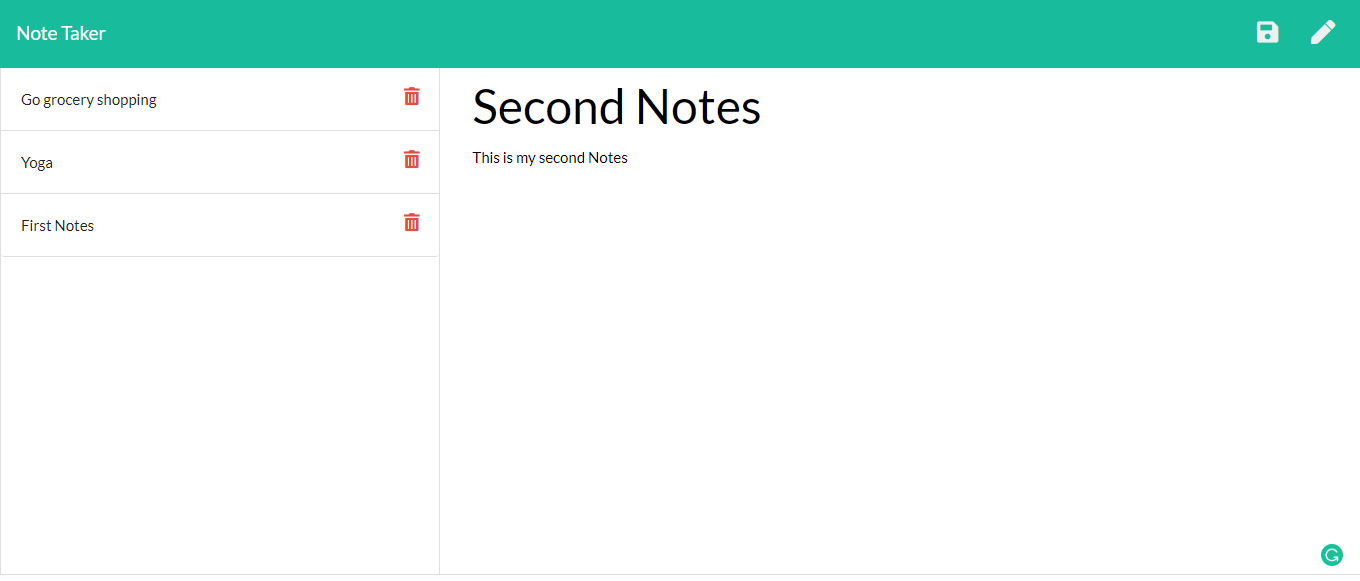 Note Taker
Go grocery shopping
Yoga
First Notes
Second Notes
This is my second Notes